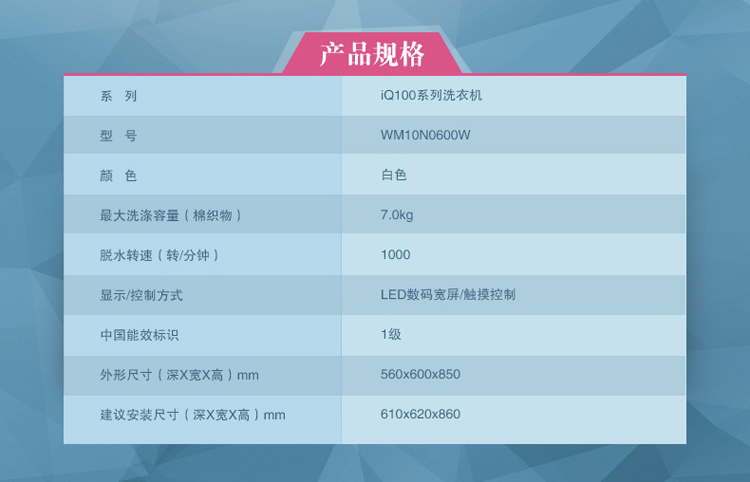 产品规格
系 列 iQ100系列洗衣机
型 号 WM10N0600W
颜 色 白色
最大洗涤容量（棉织物） 7.0kg
脱水转速（转/分钟） 1000
显示/控制方式 LED数码宽屏/触摸控制
中国能效标识 1级
外形尺寸（深X宽X高）mm 560x600x850
建议安装尺寸（深X宽X高）mm 610x620x860